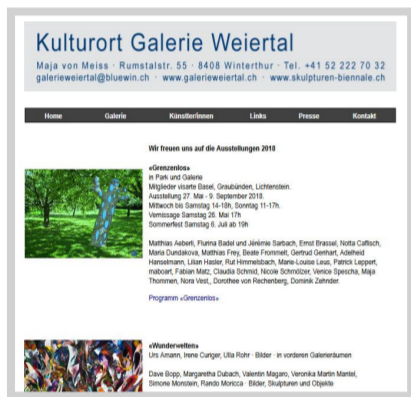 Kulturort Galerie Weiertal
Maja von Meiss · Rumstalstr. 55 · 8408 Winterthur · Tel. +41 52 222 70 32
galerieweiertal@bluewin.ch · www.galerieweiertal.ch · www.skulpturen-biennale.ch
Home Galerie Künstler/innen Links Presse Kontakt
Wir freuen uns auf die Ausstellungen 2018
«Grenzenlos»
in Park und Galerie
Mitglieder visarte Basel, Graubünden, Lichtenstein.
Ausstellung 27. Mai - 9. September 2018.
Mittwoch bis Samstag 14-18h, Sonntag 11-17h.
Vernissage Samstag 26. Mai 17h
Sommerfest Samstag 6. Juli ab 19h
Matthias Aeberli, Flurina Badel und Jérémie Sarbach, Ernst Brassel, Notta Caflisch,
Maria Dundakova, Matthias Frey, Beate Frommelt, Gertrud Genhart, Adelheid
Hanselmann, Lilian Hasler, Rut Himmelsbach, Marie-Louise Leus, Patrick Leppert,
maboart, Fabian Matz, Claudia Schmid, Nicole Schmölzer, Venice Spescha, Maja
Thommen, Nora Vest,, Dorothee von Rechenberg, Dominik Zehnder.
Programm «Grenzenlos»
«Wunderwelten»
Urs Amann, Irene Curiger, Ulla Rohr · Bilder · in vorderen Galerieräumen
Dave Bopp, Margaretha Dubach, Valentin Magaro, Veronika Martin Mantel,
Simone Monstein, Rando Moricca · Bilder, Skulpturen und Objekte